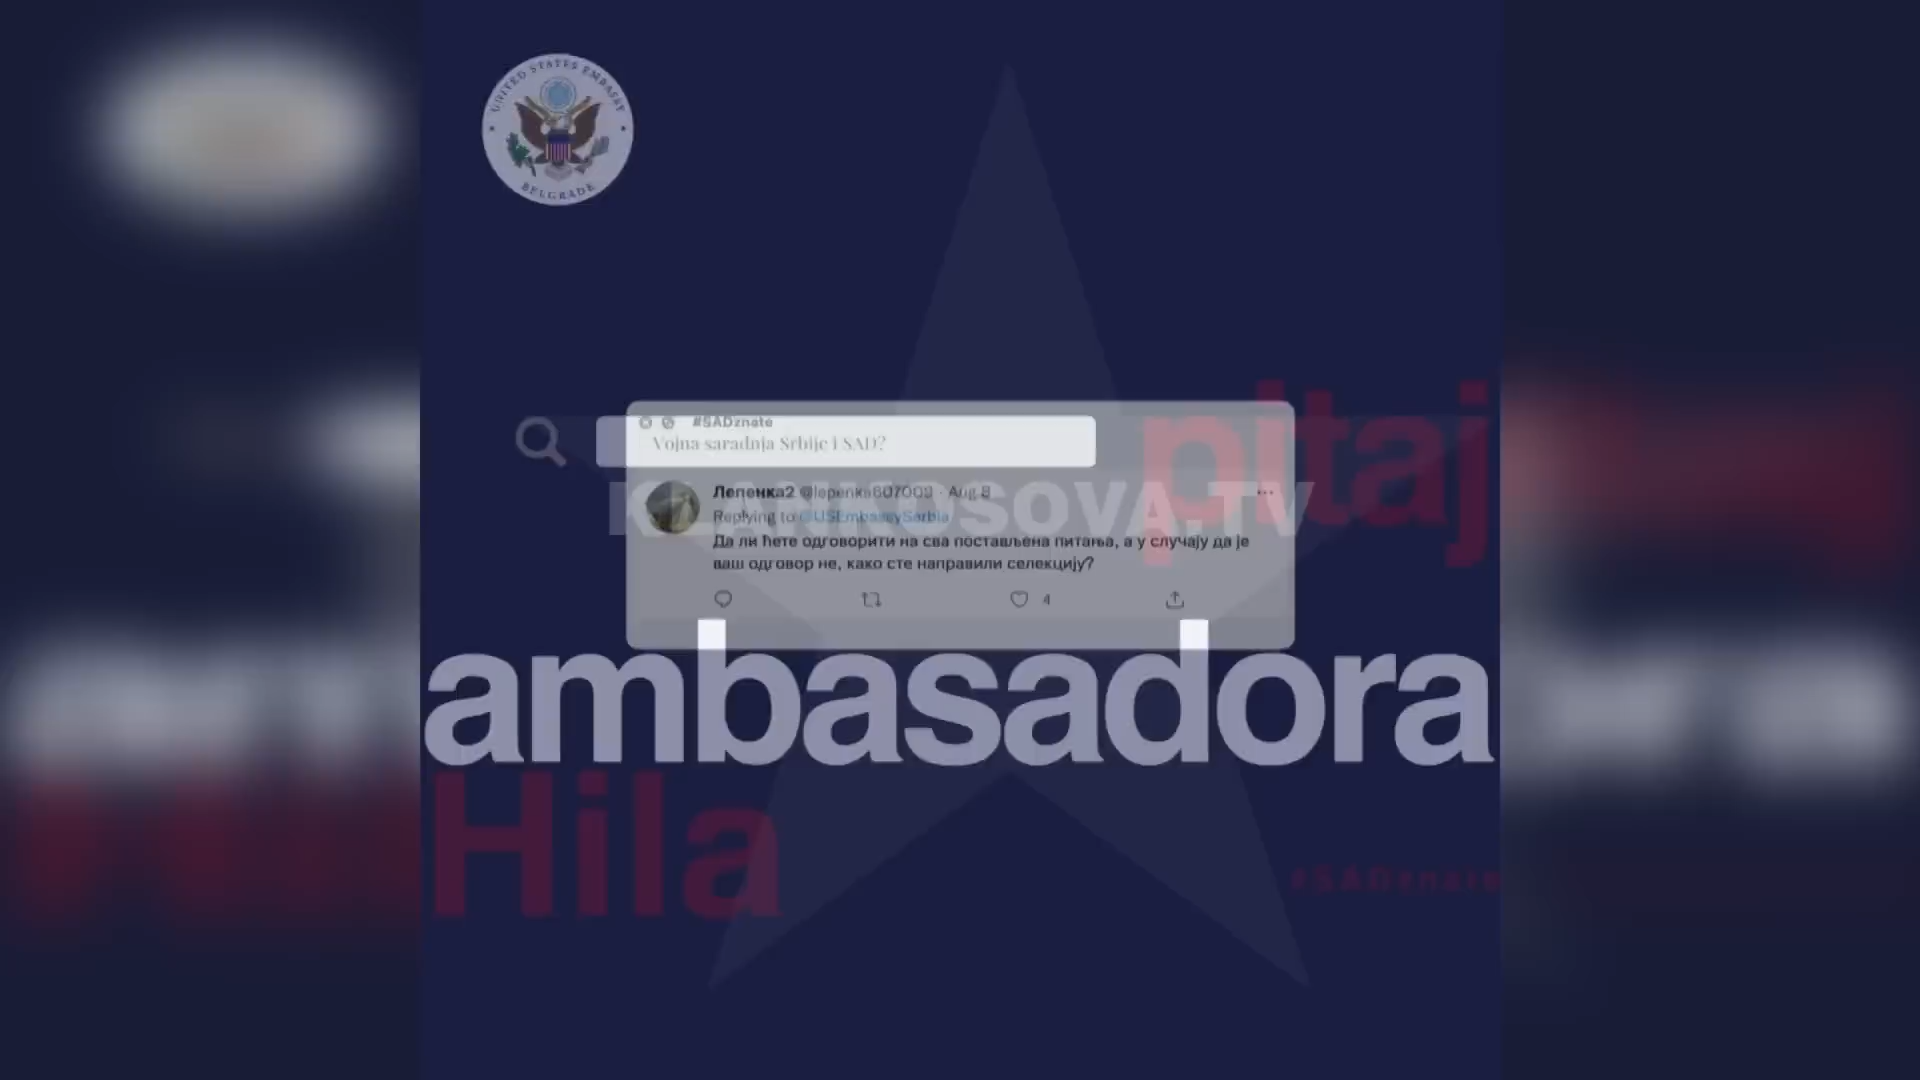 UNITED STATES EMBASSY
BELGRADE
pitaj
#SADznate
Vojna saradnja Srbije i SAD?
Лепенка2 @lepenka607009 · Aug 8
Replying to @USEmbassySerbia
KLANKOSOVA.TV
Да ли ћете одговорити на сва постављена питања, а у случају да је
ваш одговор не, како сте направили селекцију?
4
ambasadora
Hila
#SADznate